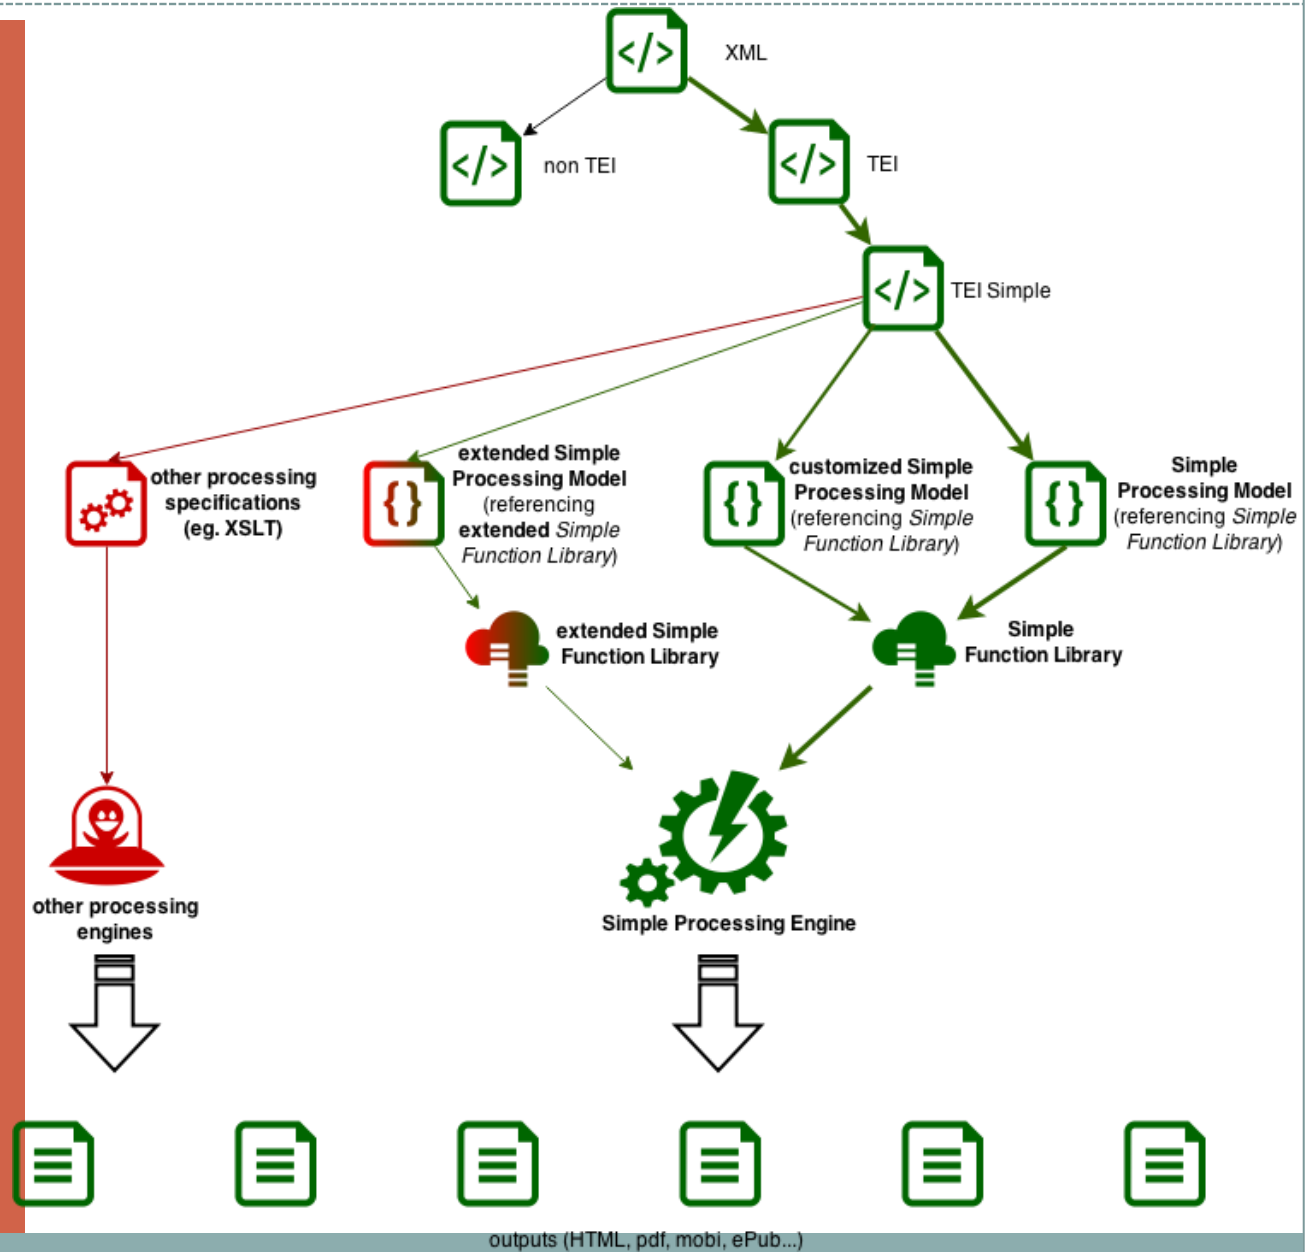 </> XML
</> non TEI
</> TEI
</> TEI Simple
other processing
specifications
(eg. XSLT)
{} extended Simple
Processing Model
(referencing
extended Simple
Function Library)
{} customized Simple
Processing Model
(referencing Simple
Function Library)
{} Simple
Processing Model
(referencing Simple
Function Library)
extended Simple
Function Library
Simple
Function Library
other processing
engines
Simple Processing Engine
outputs (HTML, pdf, mobi, ePub...)